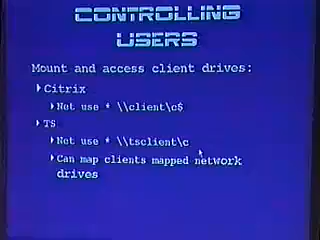 CONTROLLING
USERS
Mount and access client drives:
Citrix
Net use * \\client\c$
TS
Net use * \\tsclient\c
Can map clients mapped network
drives